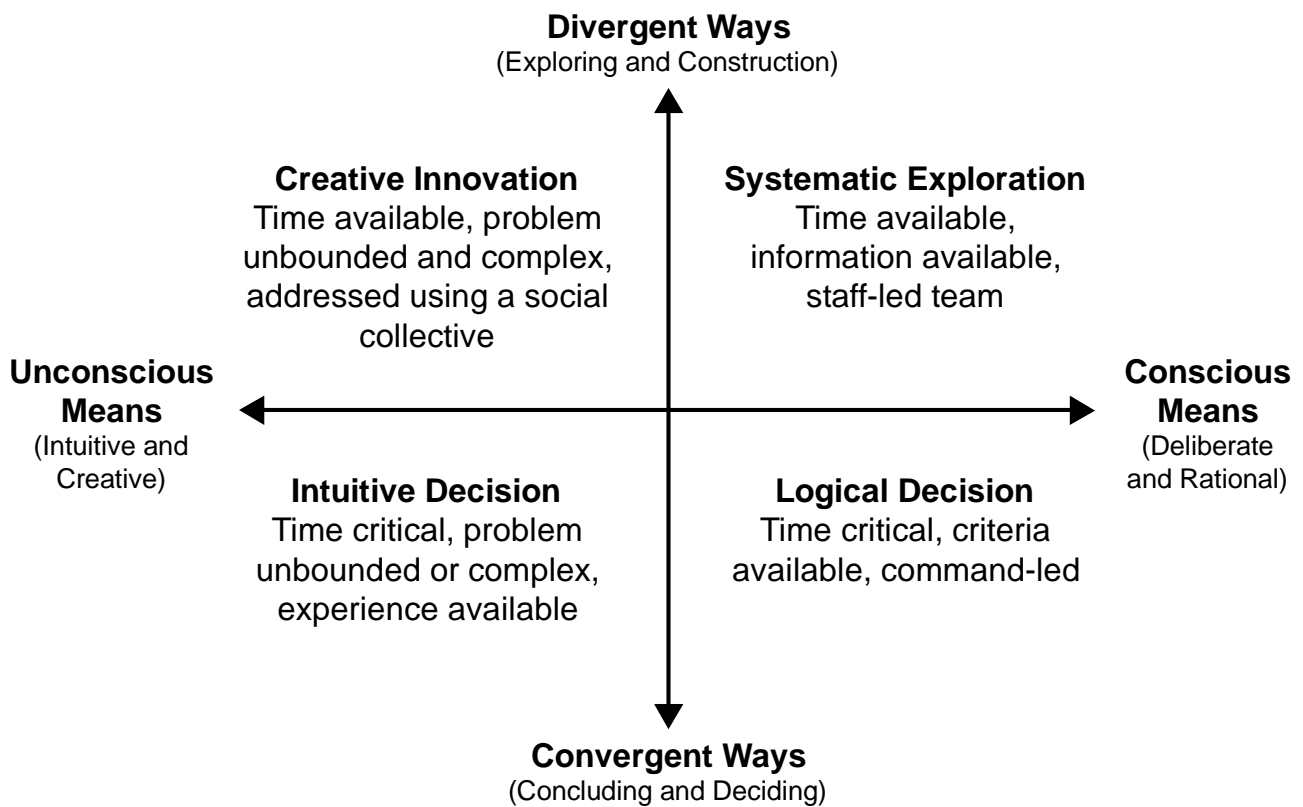 Divergent Ways
(Exploring and Construction)
Creative Innovation
Time available, problem
unbounded and complex,
addressed using a social
collective
Systematic Exploration
Time available,
information available,
staff-led team
Unconscious
Means
(Intuitive and
Creative)
Conscious
Means
(Deliberate
and Rational)
Intuitive Decision
Time critical, problem
unbounded or complex,
experience available
Logical Decision
Time critical, criteria
available, command-led
Convergent Ways
(Concluding and Deciding)